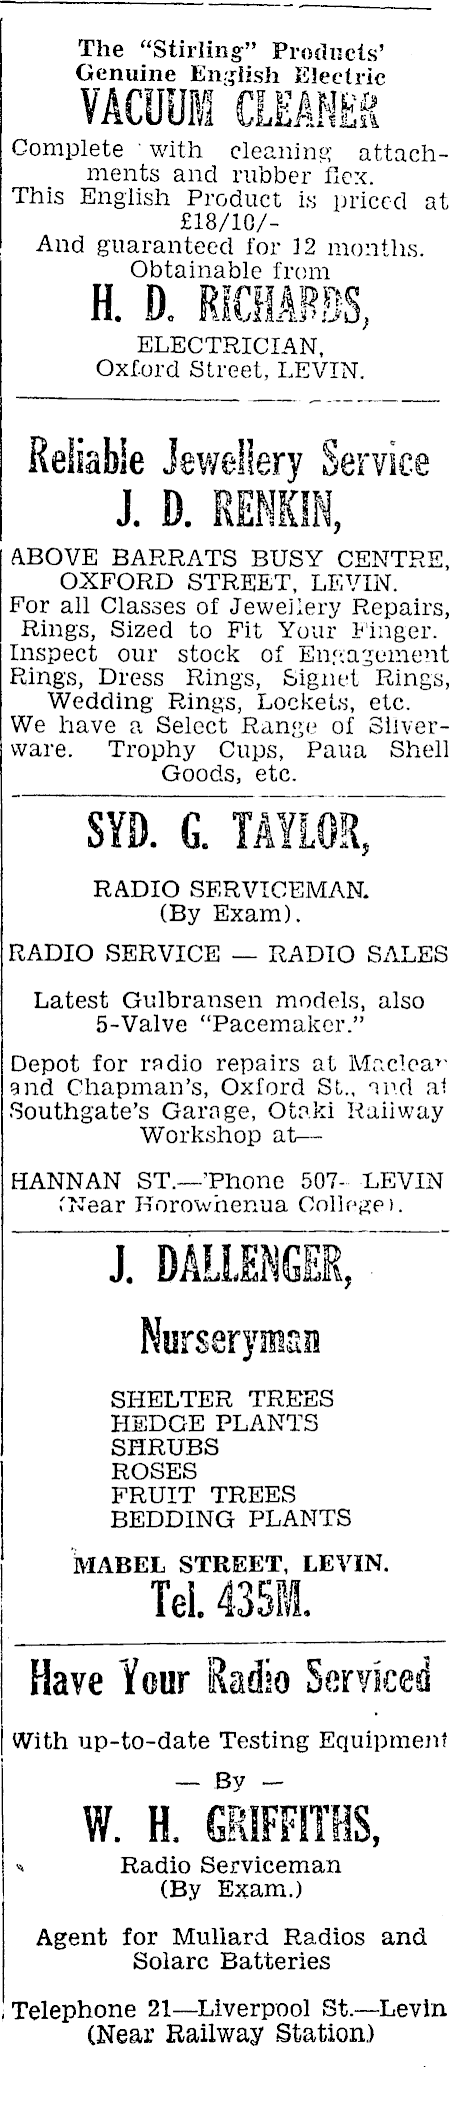 The "Stirling" Products'
Genuine English Electric
VACUUM CLEANER
Complete with cleaning attach-
ments and rubber flex.
This English Product is priced at
£18/10/-
And guaranteed for 12 months.
Obtainable from
H. D. RICHARDS,
ELECTRICIAN,
Oxford Street, LEVIN.
Reliable Jewellery Service
J. D. RENKIN,
ABOVE BARRATS BUSY CENTRE,
OXFORD STREET, LEVIN.
For all Classes of Jewellery Repairs,
Rings, Sized to Fit Your Finger.
Inspect our stock of Engagement
Rings, Dress Rings, Signet Rings,
Wedding Rings, Lockets, etc.
We have a Select Range of Silver-
ware. Trophy Cups, Paua Shell
Goods, etc.
SYD. G. TAYLOR,
RADIO SERVICEMAN.
(By Exam).
RADIO SERVICE — RADIO SALES
Latest Gulbransen models, also
5-Valve "Pacemaker."
Depot for radio repairs at Maclean
and Chapman's, Oxford St., and at
Southgate's Garage, Otaki Railway
Workshop at—
HANNAN ST.—'Phone 507- LEVIN
(Near Horowhenua College).
J. DALLENGER,
Nurseryman
SHELTER TREES
HEDGE PLANTS
SHRUBS
ROSES
FRUIT TREES
BEDDING PLANTS
MABEL STREET, LEVIN.
Tel. 435M.
Have Your Radio Serviced
With up-to-date Testing Equipment
— By —
W. H. GRIFFITHS,
Radio Serviceman
(By Exam.)
Agent for Mullard Radios and
Solarc Batteries
Telephone 21—Liverpool St.—Levin
(Near Railway Station)